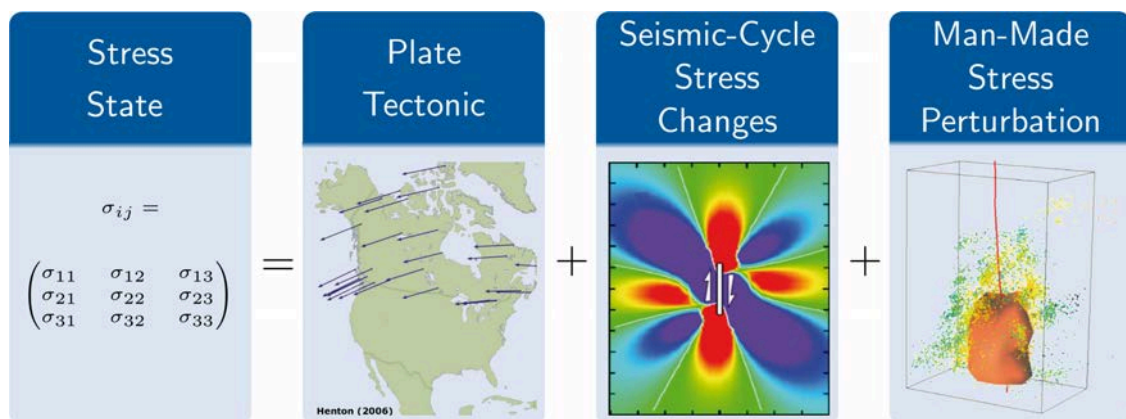 Stress
State
σij =
σ11 σ12 σ13
σ21 σ22 σ23
σ31 σ32 σ33
=
Plate
Tectonic
Henton (2006)
+
Seismic-Cycle
Stress
Changes
+
Man-Made
Stress
Perturbation